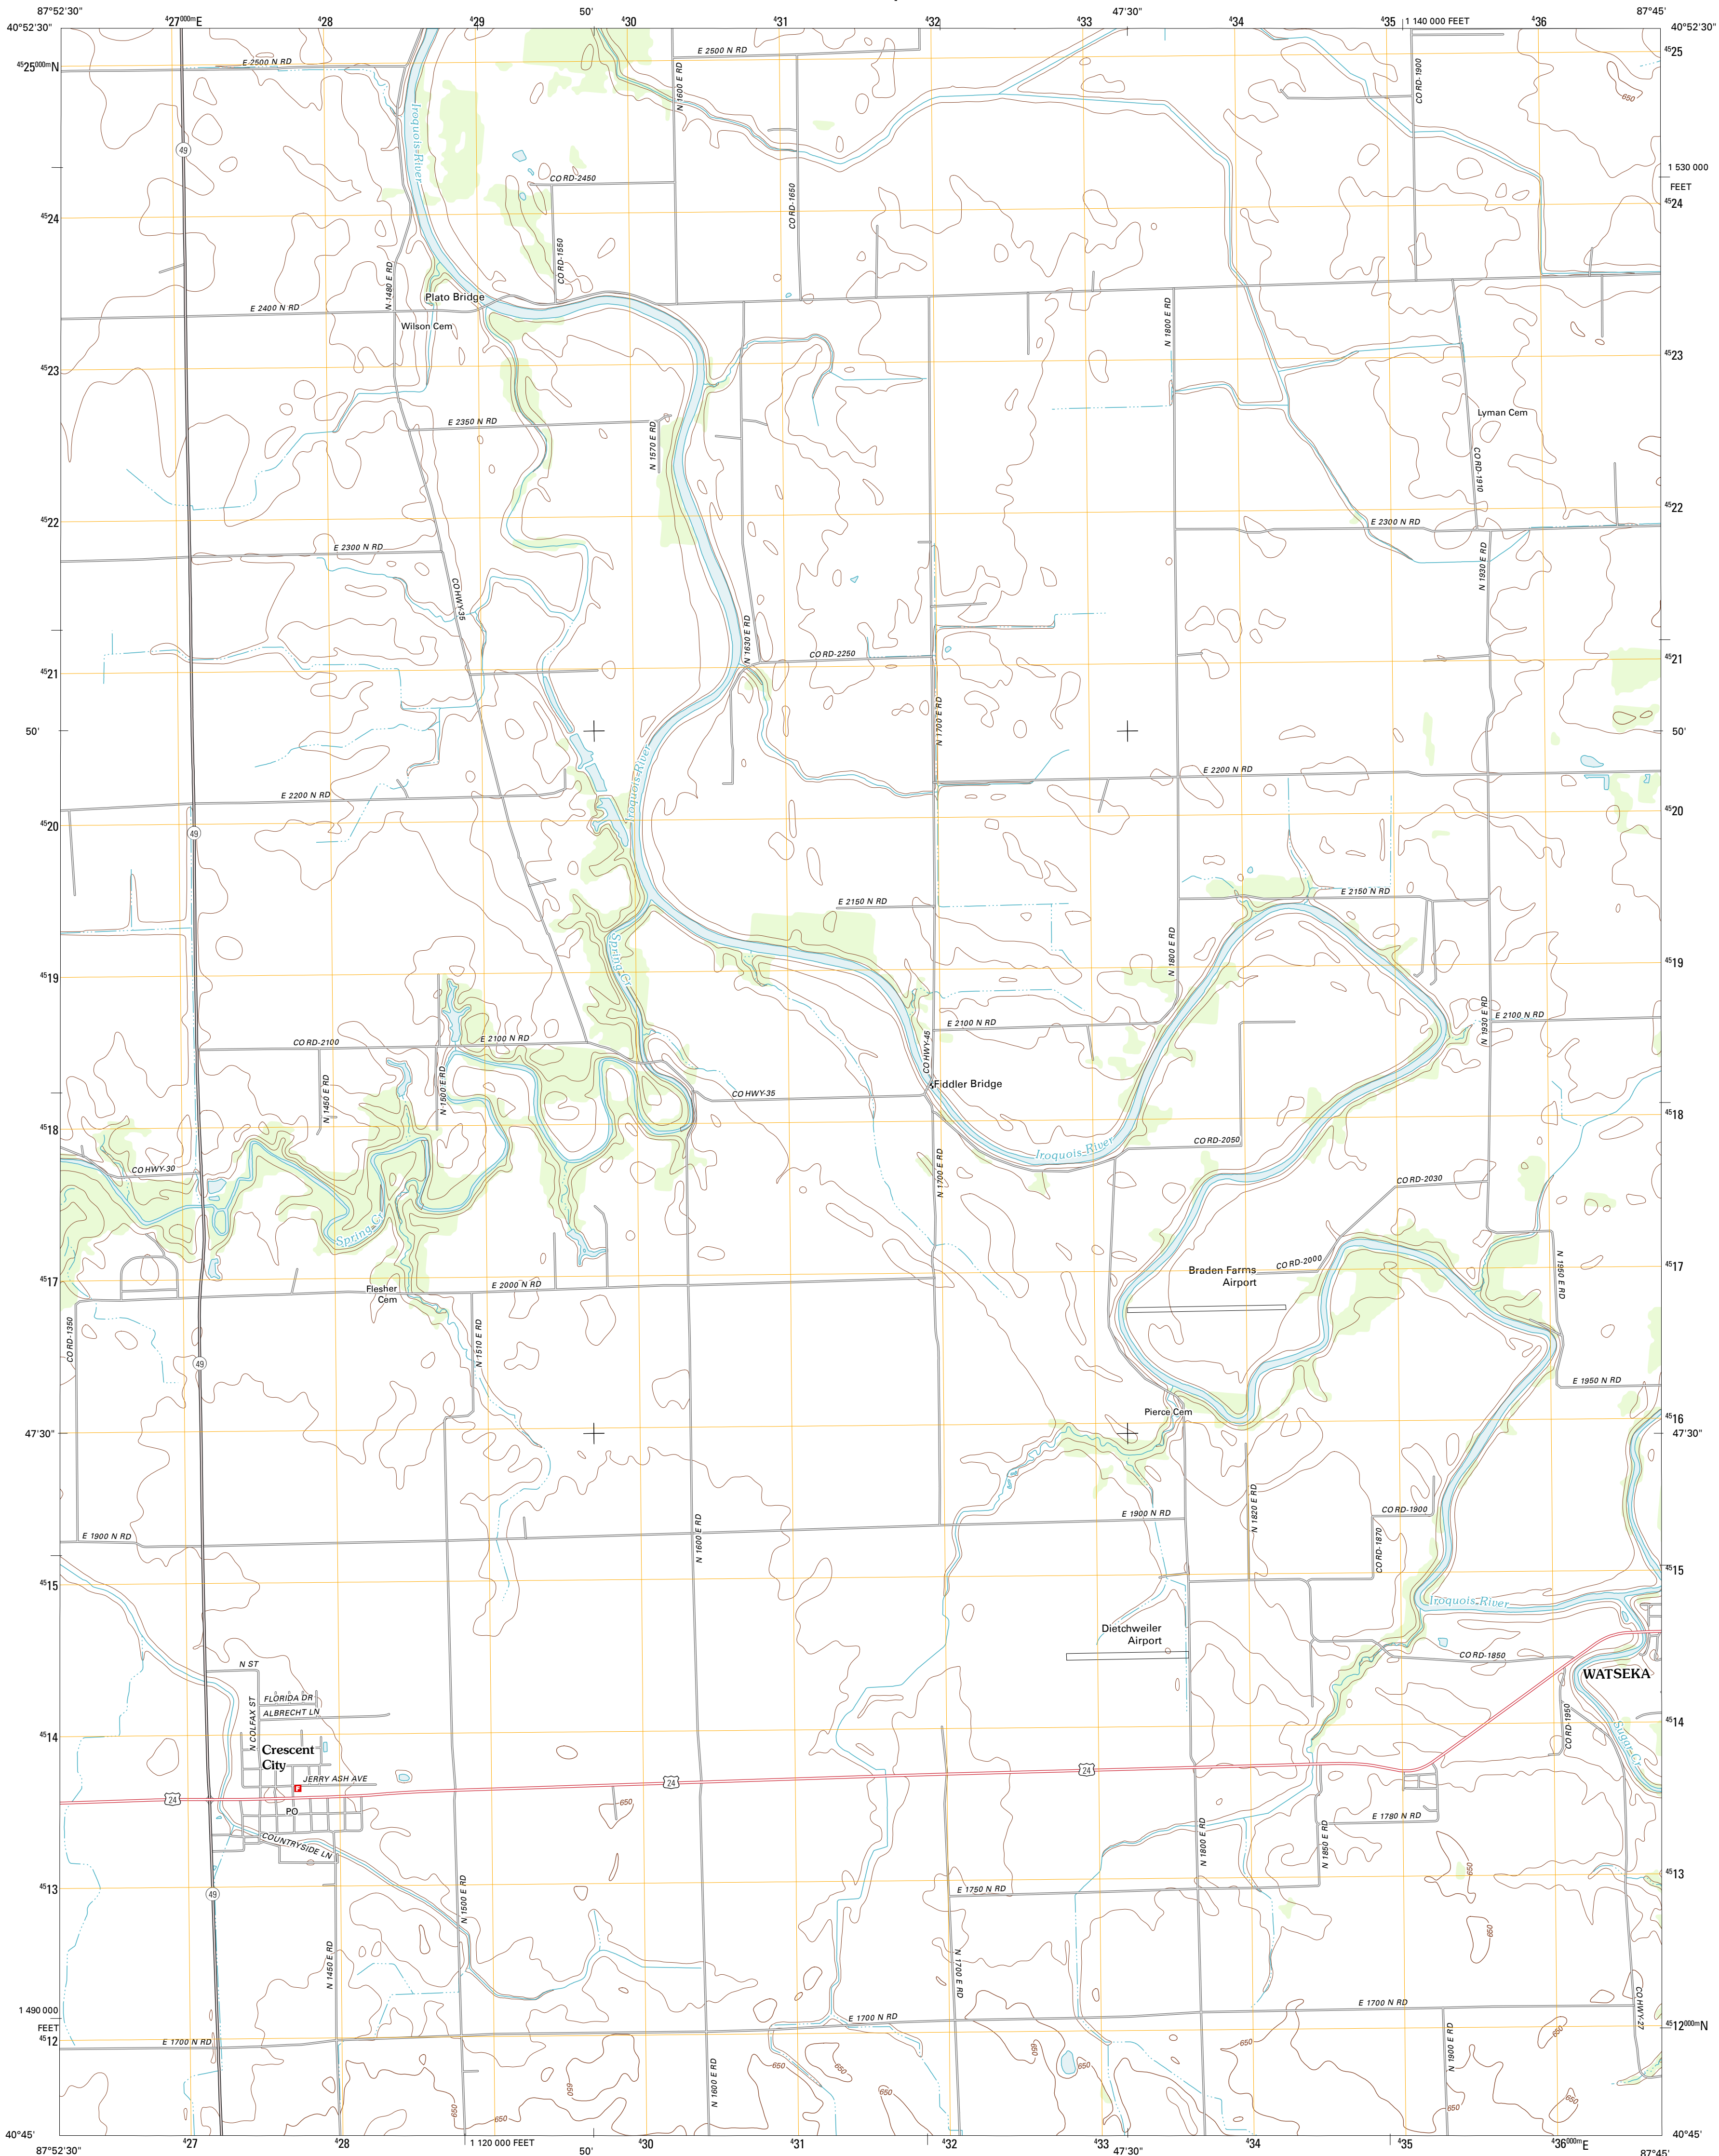 87°52'30"
⁴27⁰⁰⁰ᵐE
⁴28
⁴29
50'
⁴30
⁴31
⁴32
⁴33
47'30"
⁴34
⁴35
1 140 000 FEET
⁴36
87°45'
40°52'30"
40°52'30"
⁴⁵25⁰⁰⁰ᵐN
E 2500 N RD
E 2500 N RD
N 1600 E RD
CO RD-1900
650
⁴⁵25
Iroquois River
49
CO RD-2450
CO RD-1650
CO RD-1550
1 530 000
FEET
⁴⁵24
⁴⁵24
N 1480 E RD
Plato Bridge
E 2400 N RD
Wilson Cem
N 1800 E RD
⁴⁵23
⁴⁵23
E 2350 N RD
N 1570 E RD
Lyman Cem
CO RD-1910
⁴⁵22
⁴⁵22
E 2300 N RD
E 2300 N RD
CO HWY-35
N 1930 E RD
N 1630 E RD
CO RD-2250
⁴⁵21
⁴⁵21
N 1700 E RD
50'
50'
Iroquois River
E 2200 N RD
E 2200 N RD
⁴⁵20
⁴⁵20
49
E 2150 N RD
E 2150 N RD
Spring Cr
N 1800 E RD
⁴⁵19
⁴⁵19
CO RD-2100
E 2100 N RD
E 2100 N RD
E 2100 N RD
N 1930 E RD
CO HWY-45
N 1450 E RD
N 1500 E RD
Fiddler Bridge
CO HWY-35
⁴⁵18
⁴⁵18
CO HWY-30
Iroquois River
CO RD-2050
N 1700 E RD
CO RD-2030
Spring Cr
CO RD-2000
Braden Farms
Airport
N 1950 E RD
⁴⁵17
⁴⁵17
Flesher
Cem
E 2000 N RD
CO RD-1350
N 1510 E RD
49
E 1950 N RD
Pierce Cem
⁴⁵16
47'30"
47'30"
E 1900 N RD
E 1900 N RD
N 1600 E RD
N 1820 E RD
CO RD-1900
CO RD-1870
⁴⁵15
⁴⁵15
Iroquois River
Dietchweiler
Airport
CO RD-1850
WATSEKA
N ST
FLORIDA DR
ALBRECHT LN
N COLFAX ST
CO RD-1950
Sugar Cr
⁴⁵14
⁴⁵14
Crescent
City
JERRY ASH AVE
F
24
24
24
PO
650
E 1780 N RD
COUNTRYSIDE LN
N 1800 E RD
N 1850 E RD
650
⁴⁵13
⁴⁵13
49
E 1750 N RD
N 1500 E RD
650
N 1450 E RD
N 1700 E RD
1 490 000
FEET
⁴⁵12
E 1700 N RD
E 1700 N RD
E 1700 N RD
CO HWY-27
⁴⁵12⁰⁰⁰ᵐN
650
650
650
650
650
650
N 1600 E RD
N 1900 E RD
650
650
650
650
650
40°45'
40°45'
87°52'30"
⁴27
⁴28
1 120 000 FEET
50'
⁴30
⁴31
⁴32
⁴33
47'30"
⁴34
⁴35
⁴36⁰⁰⁰ᵐE
87°45'